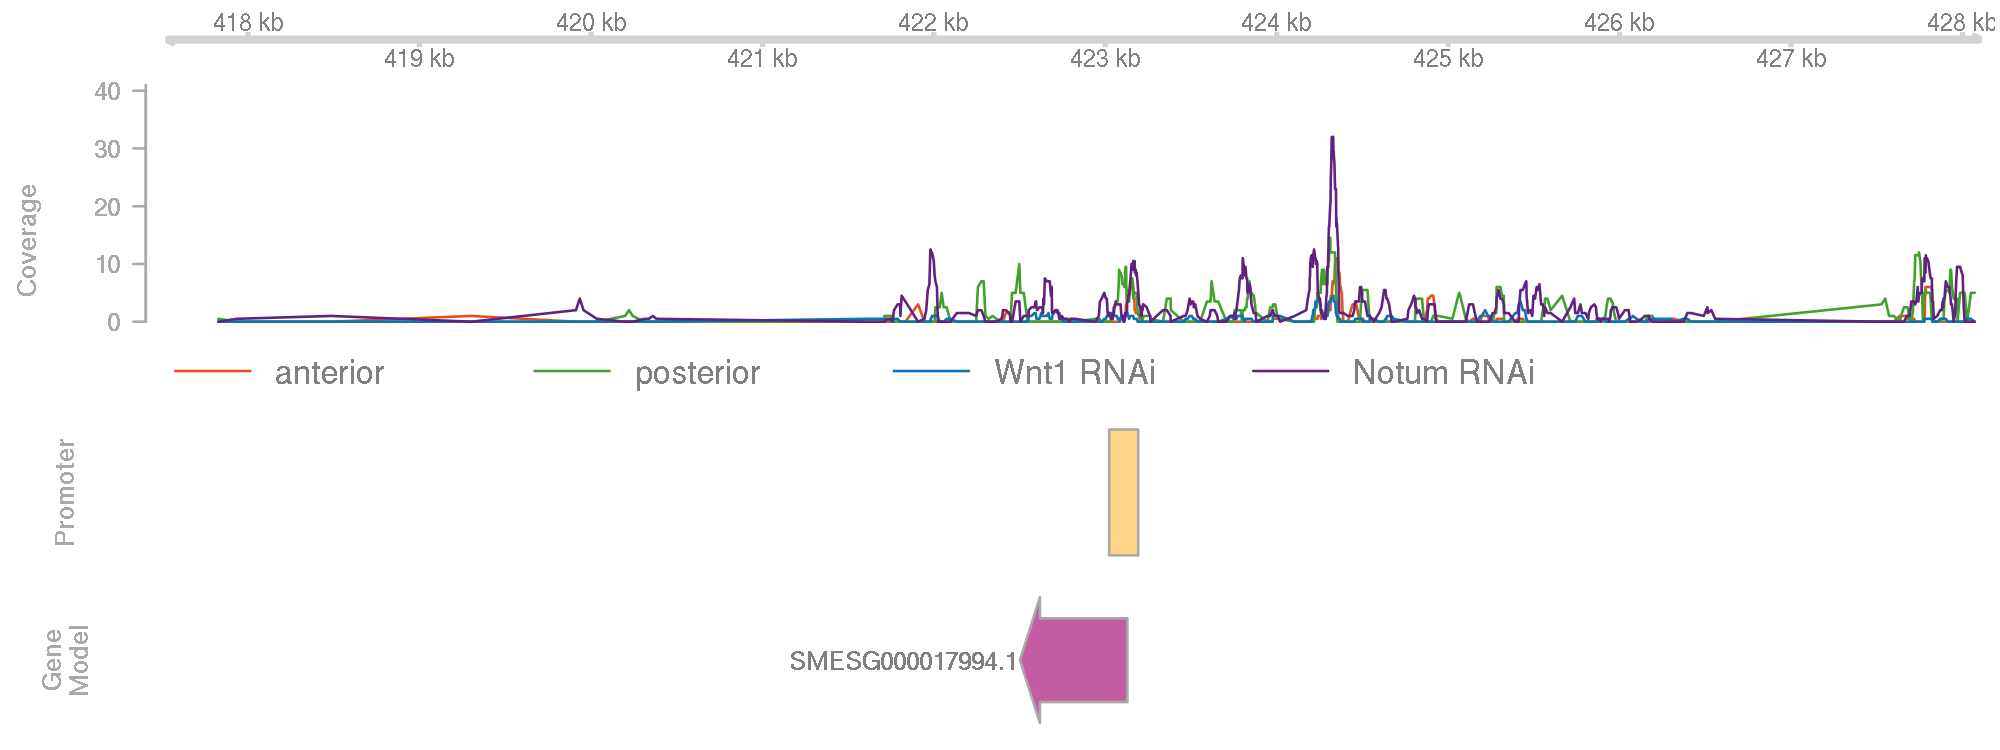 418 kb 420 kb 422 kb 424 kb 426 kb 428 kb
419 kb 421 kb 423 kb 425 kb 427 kb
Coverage
40
30
20
10
0
anterior posterior Wnt1 RNAi Notum RNAi
Promoter
Gene
Model
SMESG000017994.1